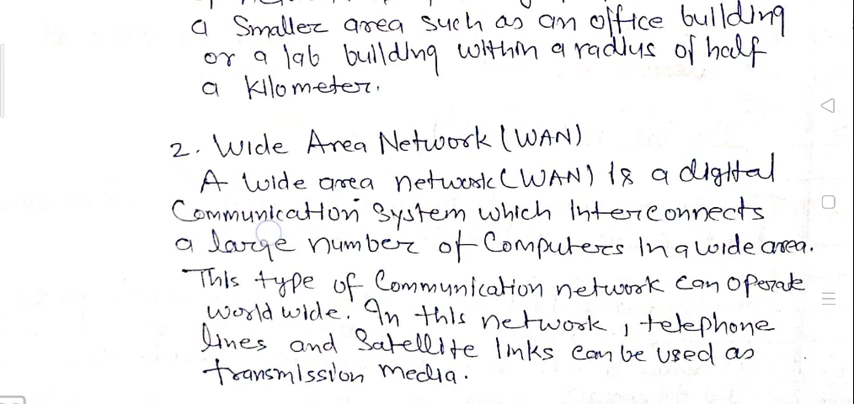 a smaller area such as an office building
or a lab building within a radius of half
a kilometer.
2. Wide Area Network (WAN)
A wide area network (WAN) is a digital
Communication System which interconnects
a large number of Computers in a wide area.
This type of Communication network can operate
world wide. In this network, telephone
lines and Satellite links can be used as
transmission media.